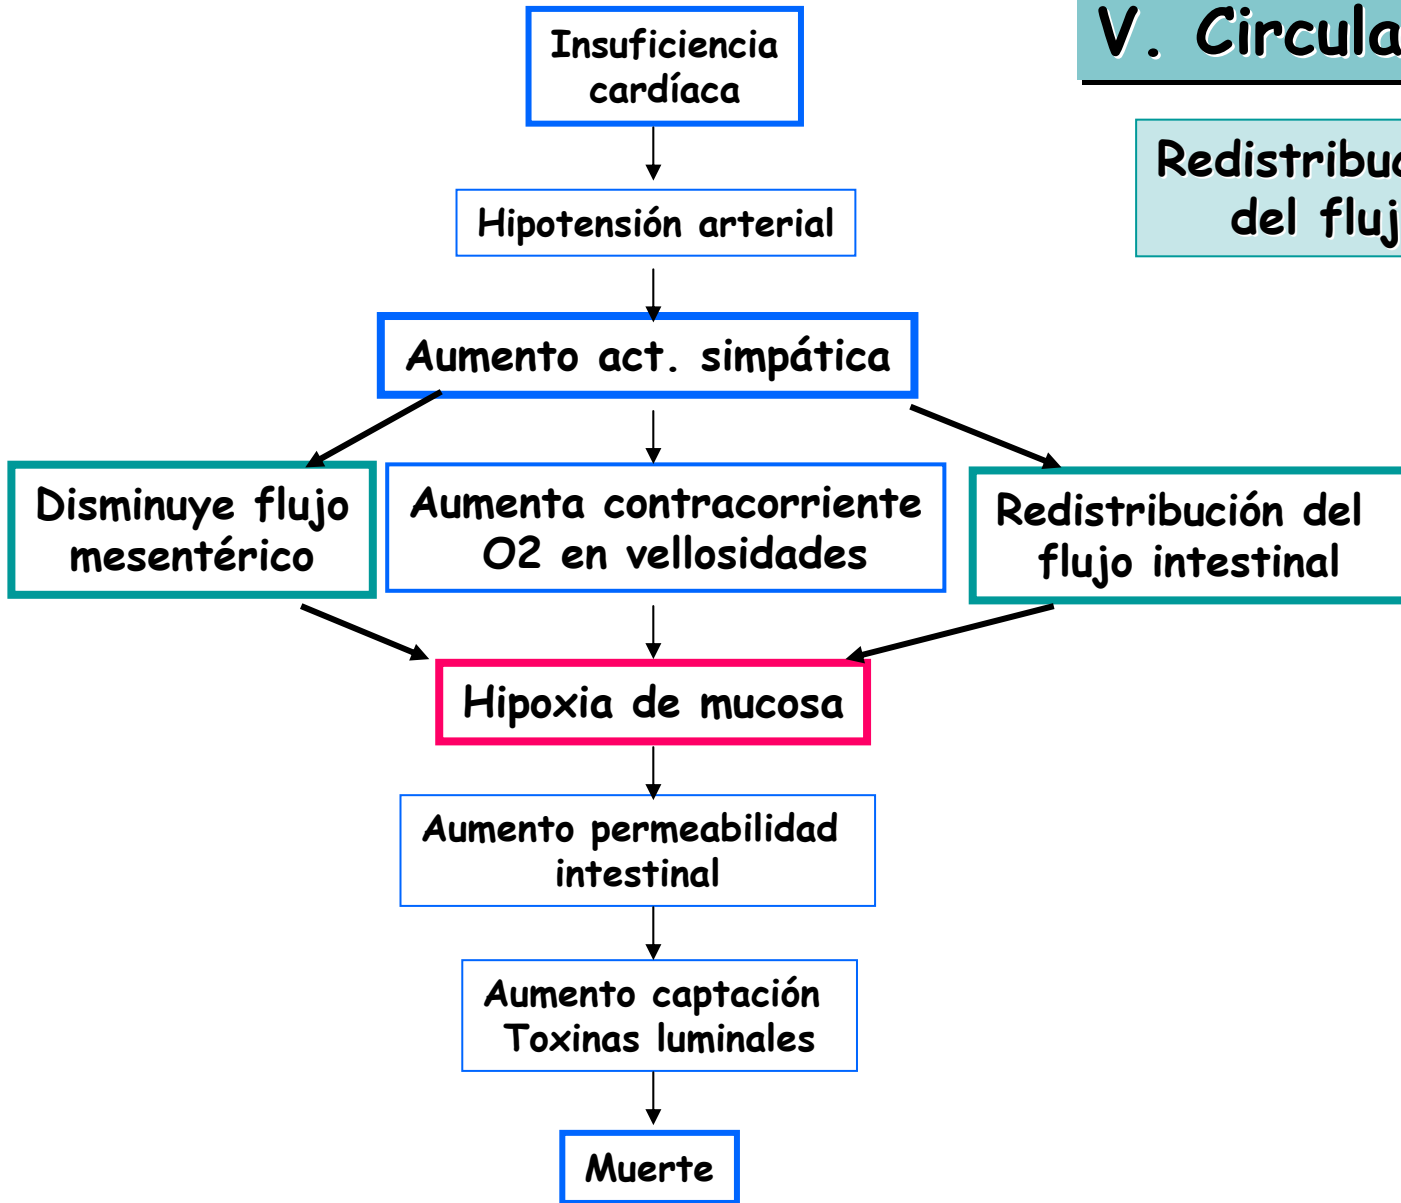 V. Circula
Redistribuc
del fluj
Insuficiencia
cardíaca
Hipotensión arterial
Aumento act. simpática
Disminuye flujo
mesentérico
Aumenta contracorriente
O2 en vellosidades
Redistribución del
flujo intestinal
Hipoxia de mucosa
Aumento permeabilidad
intestinal
Aumento captación
Toxinas luminales
Muerte